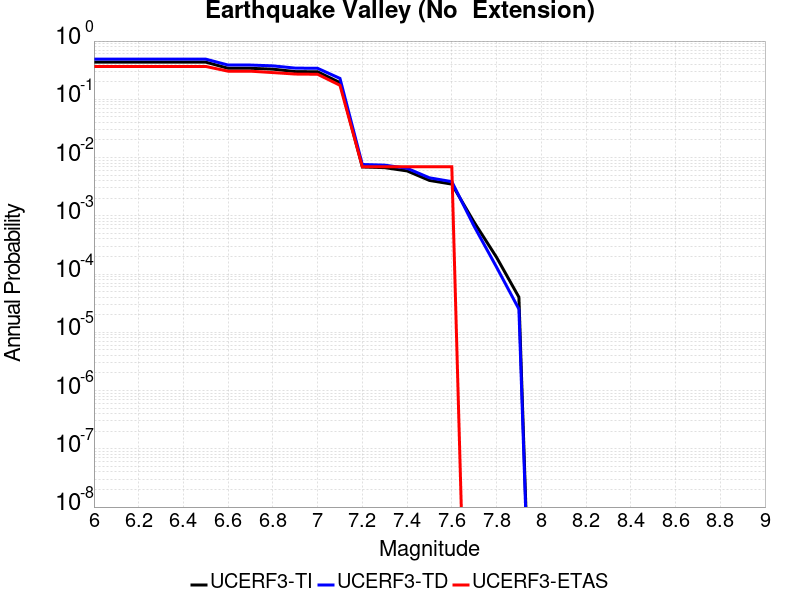 Earthquake Valley (No  Extension)
10^0
10^-1
10^-2
10^-3
10^-4
10^-5
10^-6
10^-7
10^-8
Annual Probability
6 6.2 6.4 6.6 6.8 7 7.2 7.4 7.6 7.8 8 8.2 8.4 8.6 8.8 9
Magnitude
UCERF3-TI UCERF3-TD UCERF3-ETAS